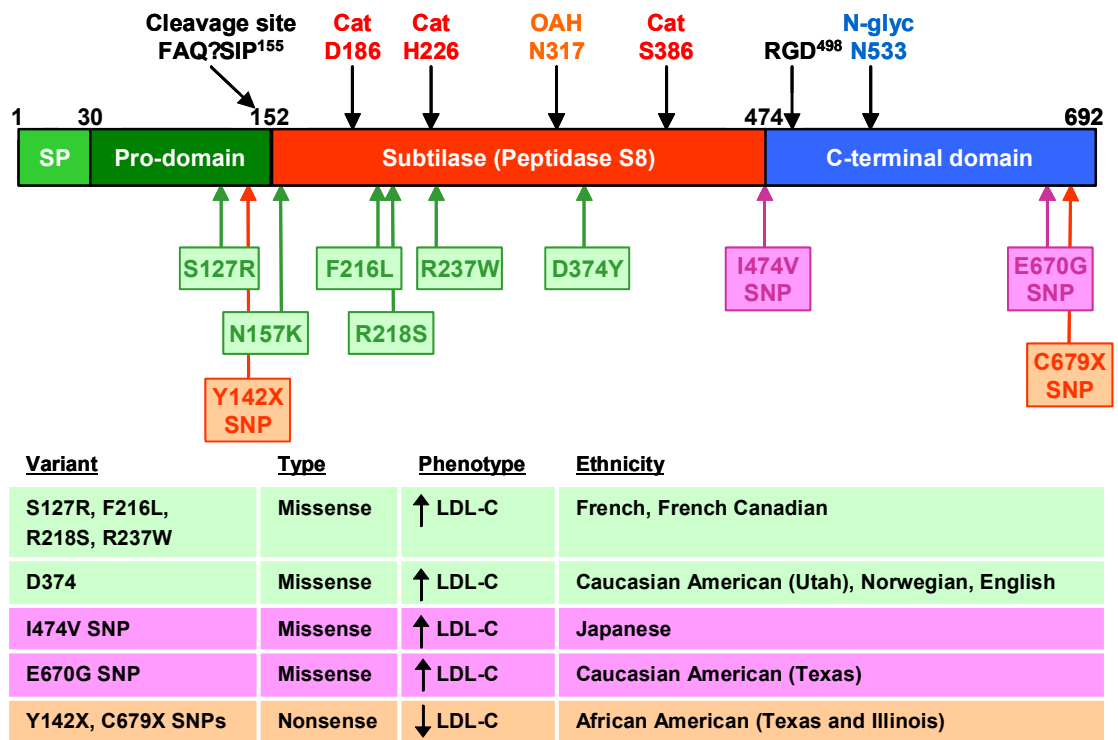 Cleavage site
FAQ?SIP155
Cat
D186
Cat
H226
OAH
N317
Cat
S386
RGD498
N-glyc
N533
1
30
152
474
692
SP
Pro-domain
Subtilase (Peptidase S8)
C-terminal domain
S127R
F216L
R237W
D374Y
I474V
SNP
E670G
SNP
N157K
R218S
Y142X
SNP
C679X
SNP
Variant Type Phenotype Ethnicity
S127R, F216L,
R218S, R237W
Missense
↑ LDL-C
French, French Canadian
D374 Missense ↑ LDL-C Caucasian American (Utah), Norwegian, English
I474V SNP Missense ↑ LDL-C Japanese
E670G SNP Missense ↑ LDL-C Caucasian American (Texas)
Y142X, C679X SNPs Nonsense ↓ LDL-C African American (Texas and Illinois)